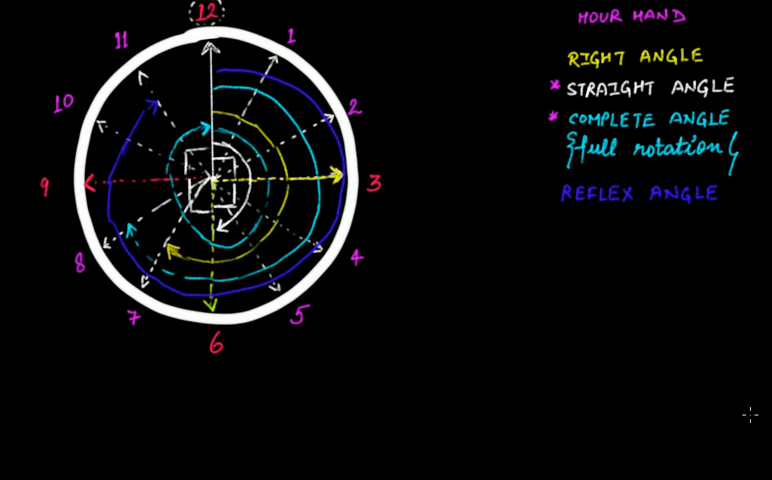 12
11
1
10
2
9
3
8
4
7
5
6
HOUR HAND
RIGHT ANGLE
* STRAIGHT ANGLE
* COMPLETE ANGLE
{full rotation}
REFLEX ANGLE